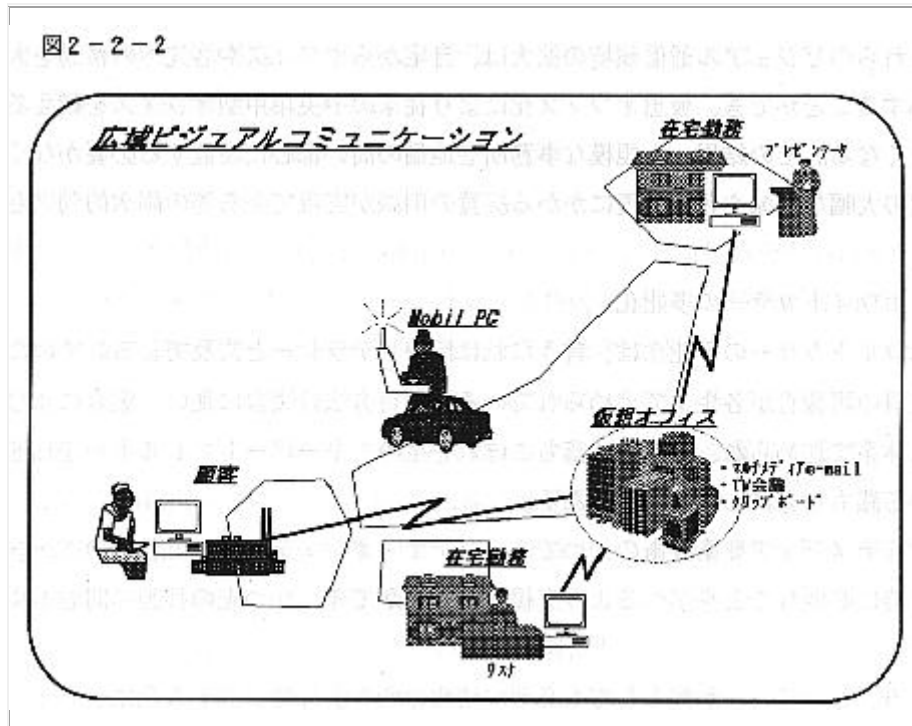 図2-2-2
広域ビジュアルコミュニケーション
在宅勤務
プレゼンテータ
Mobil PC
仮想オフィス
・マルチメディアe-mail
・TV会議
・クリップボード
顧客
在宅勤務
リスト